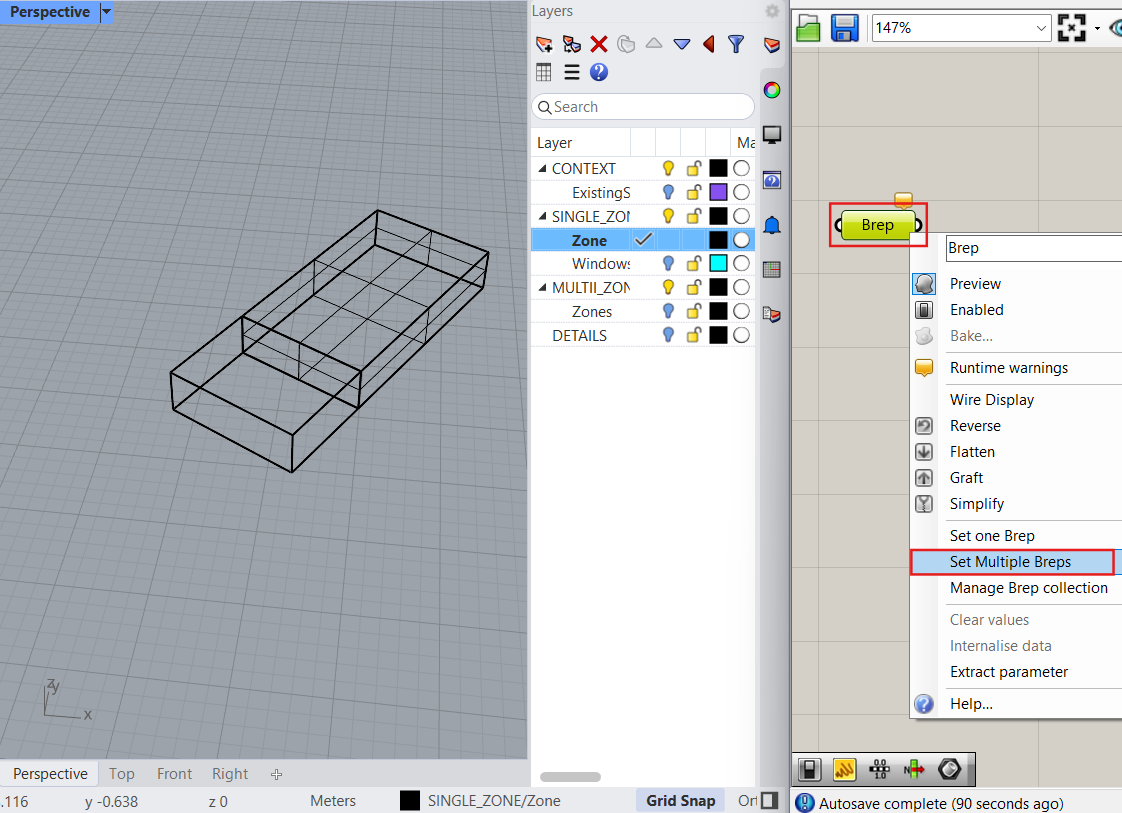 Perspective
z
y
x
Perspective
Top
Front
Right
.116
y -0.638
z 0
Meters
SINGLE_ZONE/Zone
Grid Snap
Ort
Layers
Search
Layer
Ma
CONTEXT
ExistingS
SINGLE_ZON
Zone
Windows
MULTII_ZON
Zones
DETAILS
147%
Brep
Brep
Preview
Enabled
Bake...
Runtime warnings
Wire Display
Reverse
Flatten
Graft
Simplify
Set one Brep
Set Multiple Breps
Manage Brep collection
Clear values
Internalise data
Extract parameter
Help...
Autosave complete (90 seconds ago)